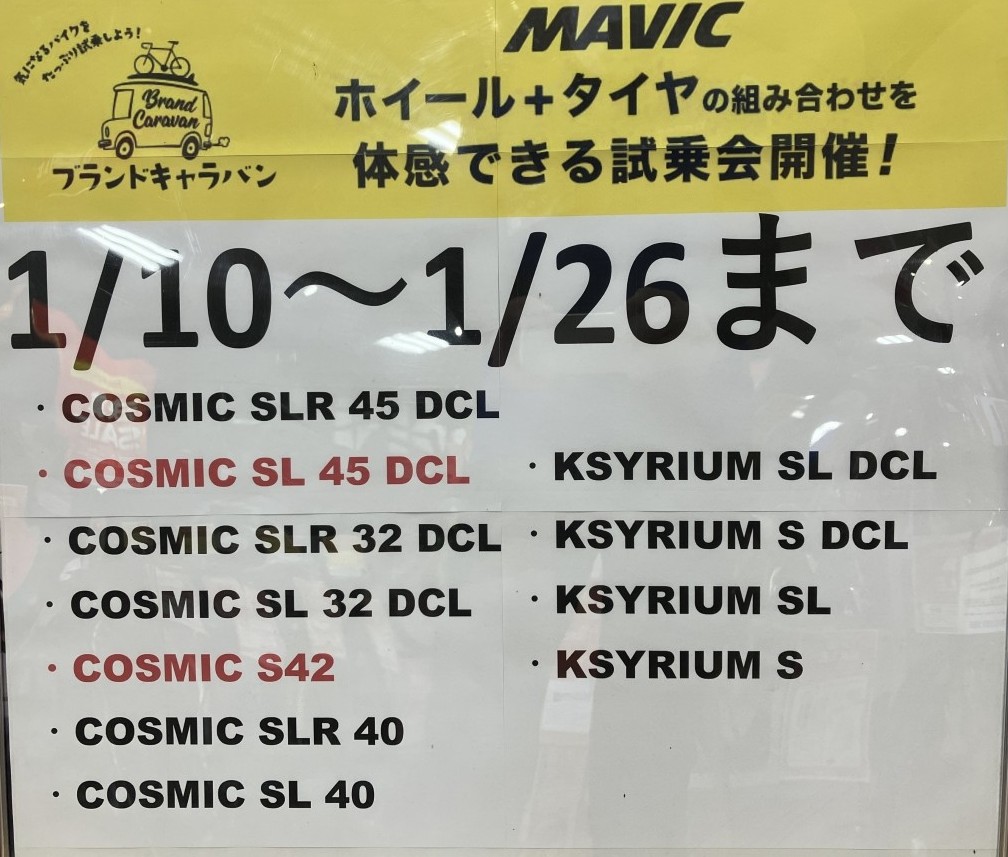 気になるバイクを
たっぷり試乗しよう!
Brand
Caravan
ブランドキャラバン
MAVIC
ホイール+タイヤの組み合わせを
体感できる試乗会開催!
1/10~1/26まで
・COSMIC SLR 45 DCL
・COSMIC SL 45 DCL
・COSMIC SLR 32 DCL
・COSMIC SL 32 DCL
・COSMIC S42
・COSMIC SLR 40
・COSMIC SL 40
・KSYRIUM SL DCL
・KSYRIUM S DCL
・KSYRIUM SL
・KSYRIUM S